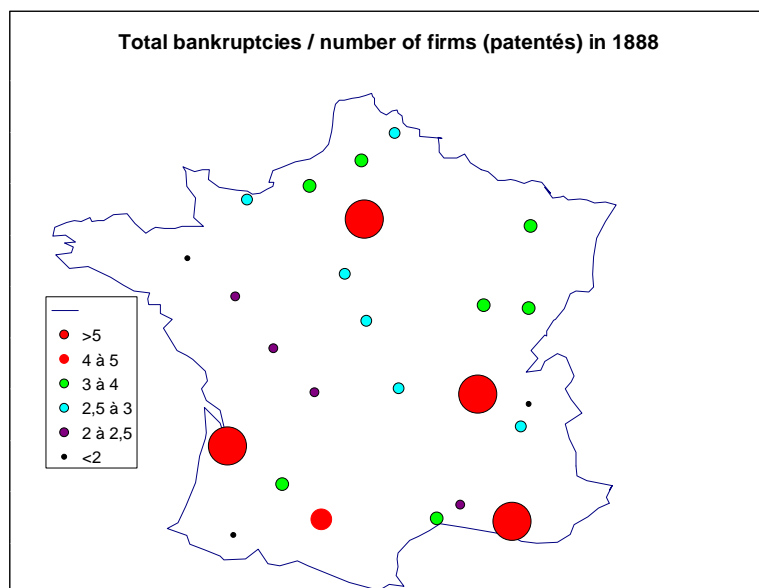 Total bankruptcies / number of firms (patentés) in 1888
>5
4 à 5
3 à 4
2,5 à 3
2 à 2,5
<2